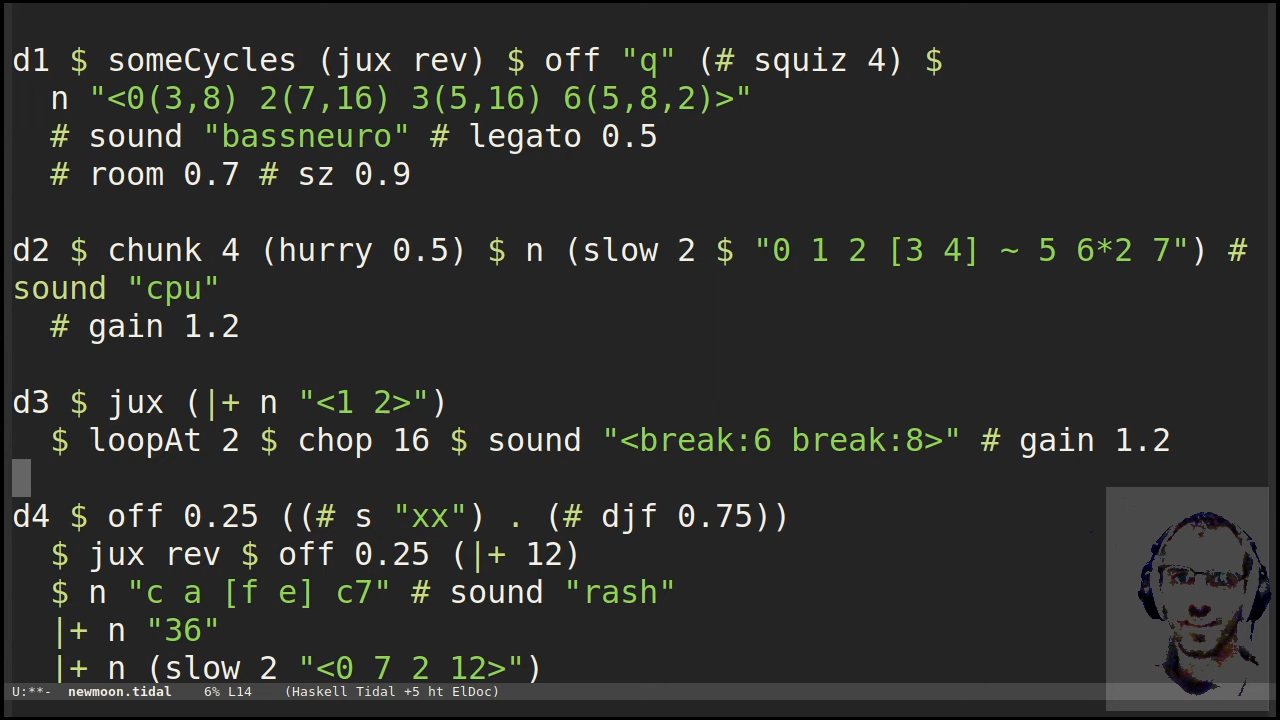 d1 $ someCycles (jux rev) $ off "q" (# squiz 4) $
  n "<0(3,8) 2(7,16) 3(5,16) 6(5,8,2)>"
  # sound "bassneuro" # legato 0.5
  # room 0.7 # sz 0.9
d2 $ chunk 4 (hurry 0.5) $ n (slow 2 $ "0 1 2 [3 4] ~ 5 6*2 7") #
sound "cpu"
  # gain 1.2
d3 $ jux (|+ n "<1 2>")
  $ loopAt 2 $ chop 16 $ sound "<break:6 break:8>" # gain 1.2
d4 $ off 0.25 ((# s "xx") . (# djf 0.75))
  $ jux rev $ off 0.25 (|+ 12)
  $ n "c a [f e] c7" # sound "rash"
  |+ n "36"
  |+ n (slow 2 "<0 7 2 12>")
U:**-  newmoon.tidal    6% L14    (Haskell Tidal +5 ht ElDoc)